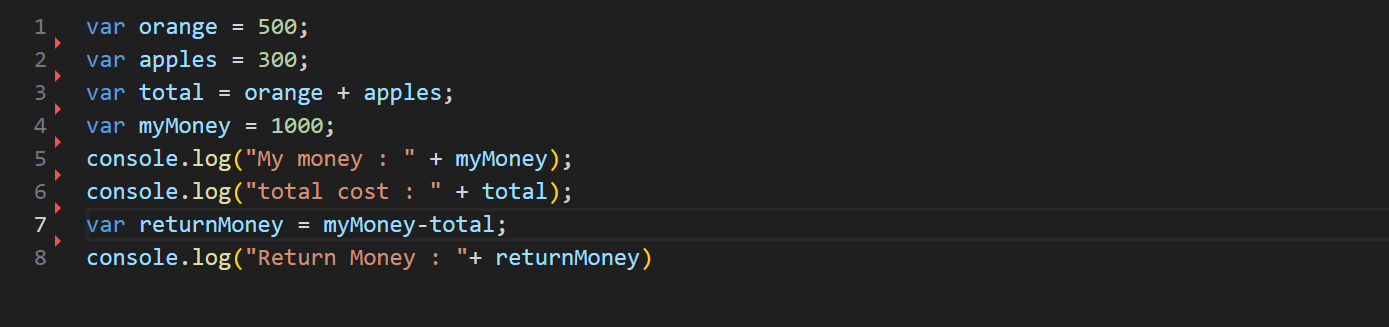 1 var orange = 500;
2 var apples = 300;
3 var total = orange + apples;
4 var myMoney = 1000;
5 console.log("My money : " + myMoney);
6 console.log("total cost : " + total);
7 var returnMoney = myMoney-total;
8 console.log("Return Money : "+ returnMoney)